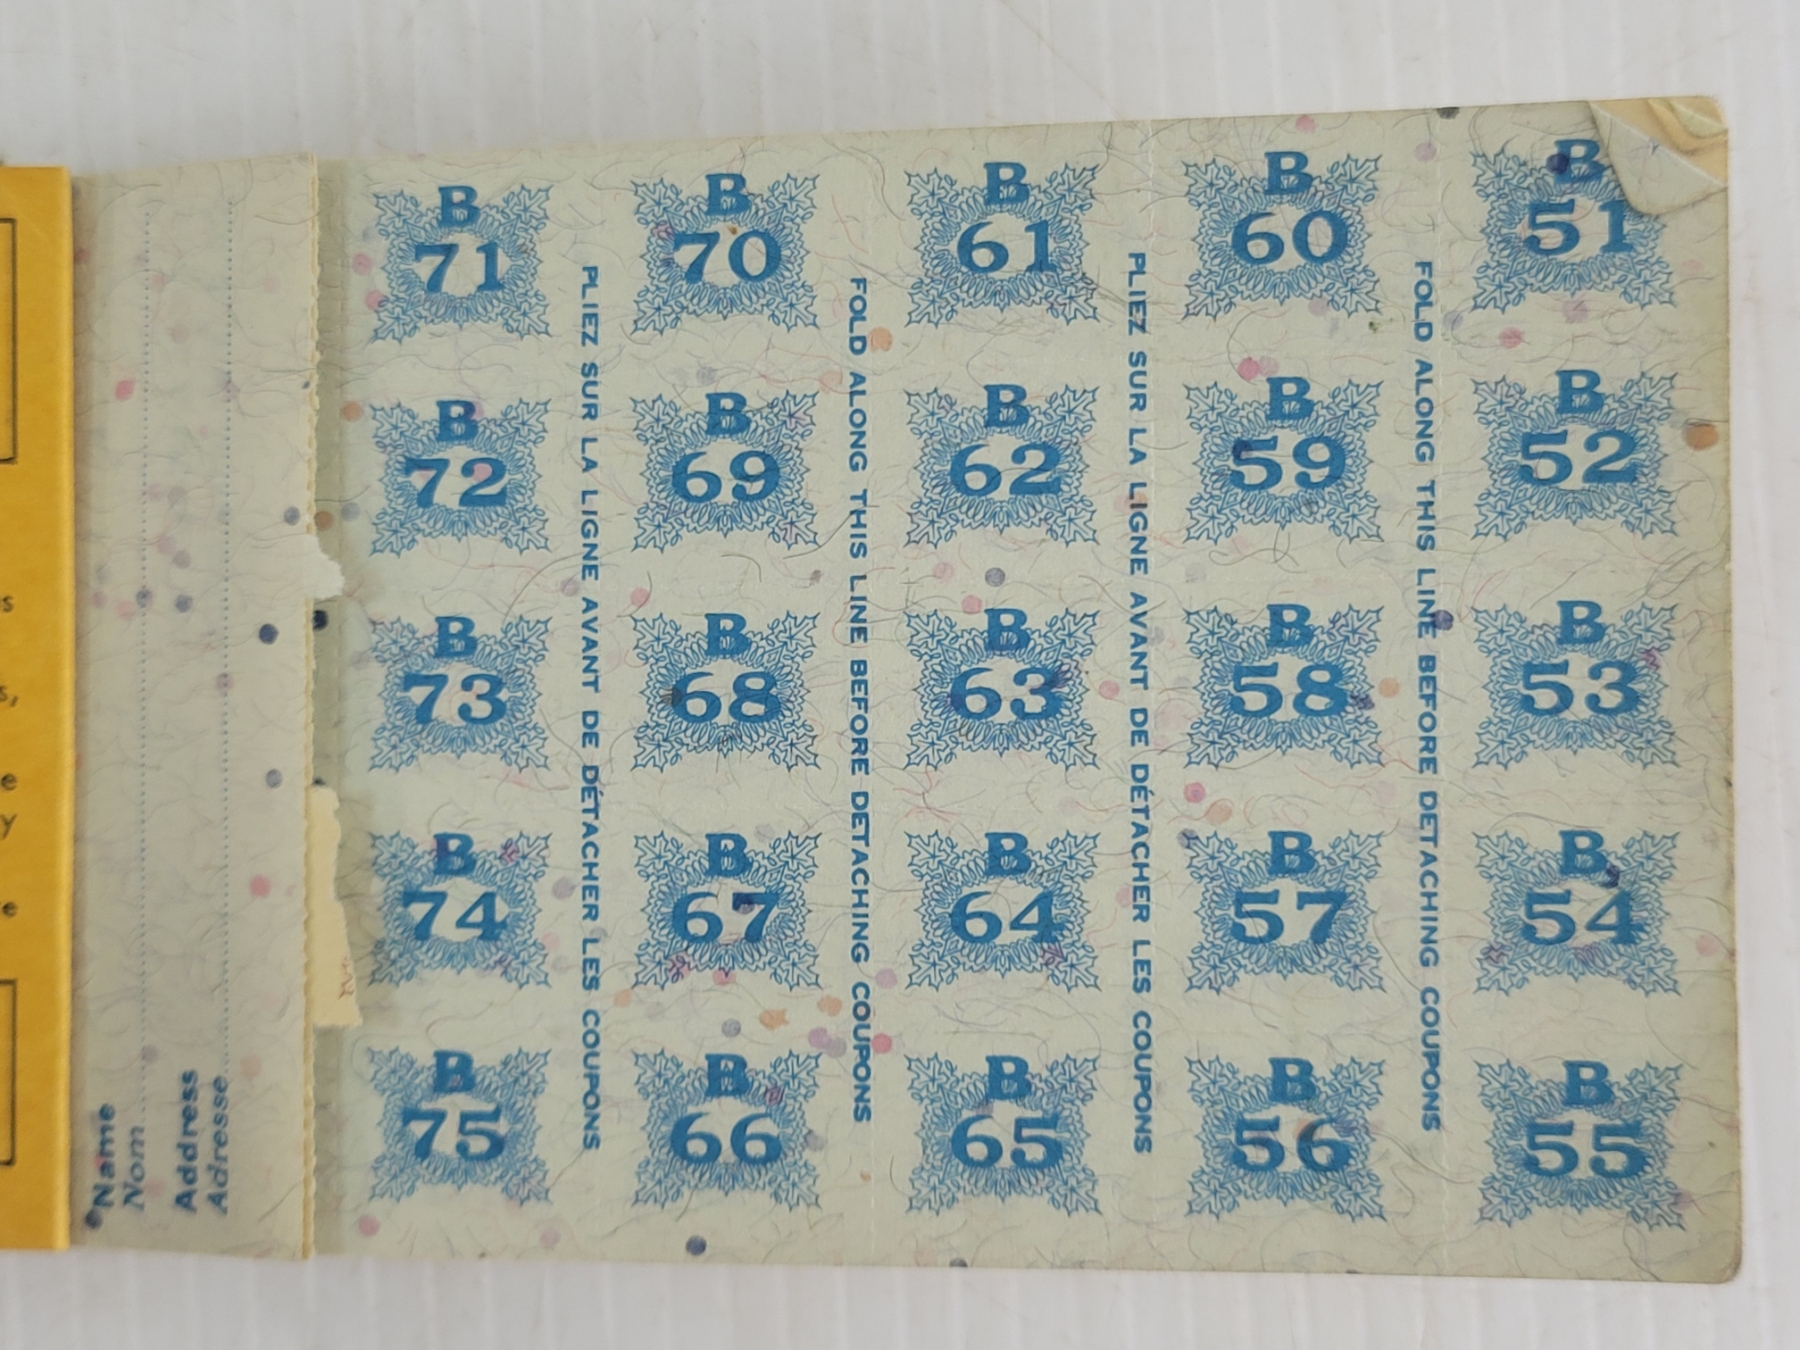 B 71
B 70
B 61
B 60
B 51
B 72
B 69
B 62
B 59
B 52
B 73
B 68
B 63
B 58
B 53
B 74
B 67
B 64
B 57
B 54
B 75
B 66
B 65
B 56
B 55
PLIEZ SUR LA LIGNE AVANT DE DÉTACHER LES COUPONS
FOLD ALONG THIS LINE BEFORE DETACHING COUPONS
PLIEZ SUR LA LIGNE AVANT DE DÉTACHER LES COUPONS
FOLD ALONG THIS LINE BEFORE DETACHING COUPONS
Name
Nom
Address
Adresse